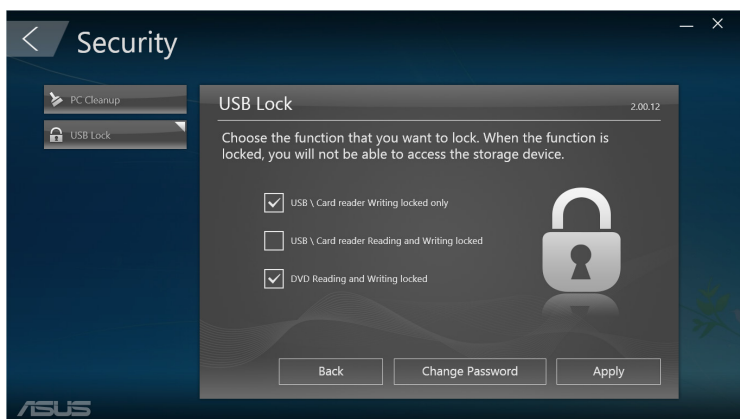 Security
PC Cleanup
USB Lock
USB Lock
2.00.12
Choose the function that you want to lock. When the function is
locked, you will not be able to access the storage device.
USB \ Card reader Writing locked only
USB \ Card reader Reading and Writing locked
DVD Reading and Writing locked
Back
Change Password
Apply
ASUS